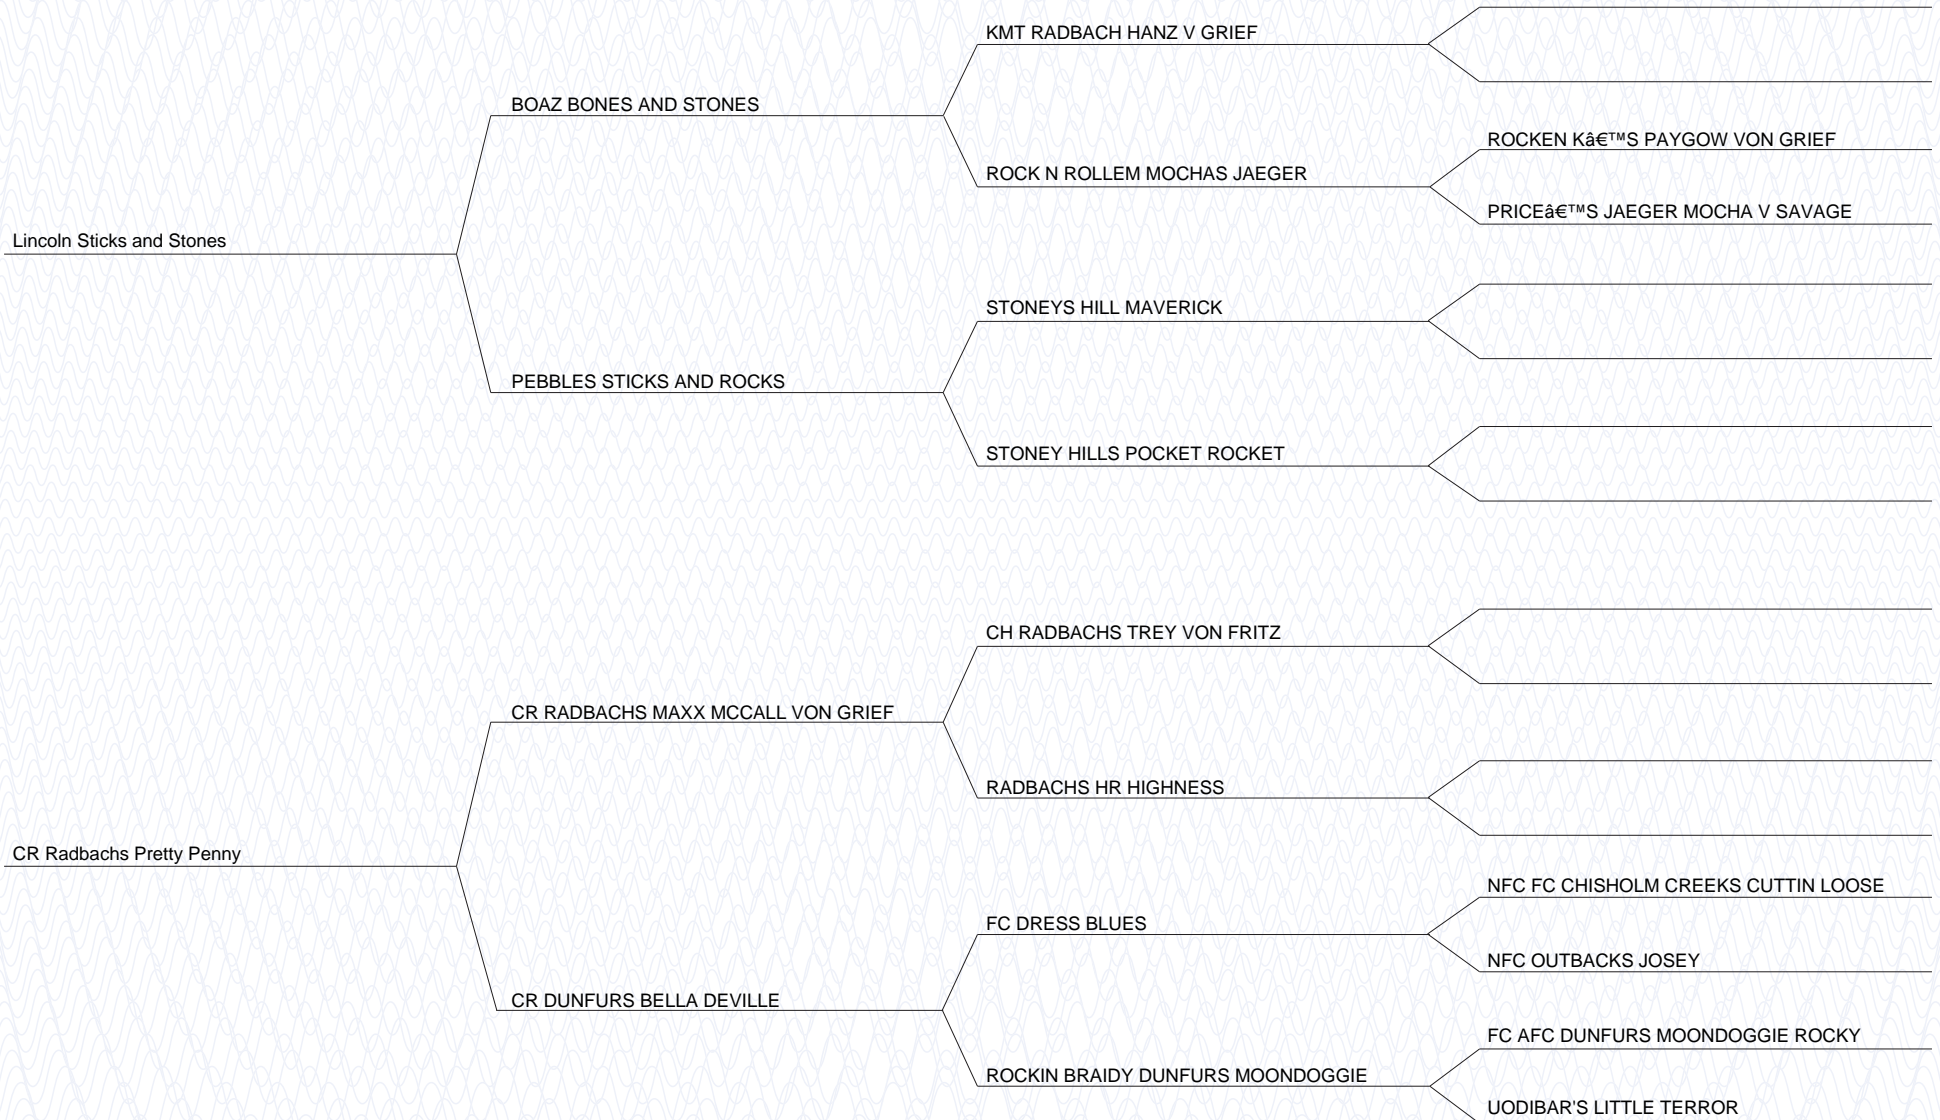 KMT RADBACH HANZ V GRIEF
BOAZ BONES AND STONES
ROCKEN Kâ€™S PAYGOW VON GRIEF
ROCK N ROLLEM MOCHAS JAEGER
PRICEâ€™S JAEGER MOCHA V SAVAGE
Lincoln Sticks and Stones
STONEYS HILL MAVERICK
PEBBLES STICKS AND ROCKS
STONEY HILLS POCKET ROCKET
CH RADBACHS TREY VON FRITZ
CR RADBACHS MAXX MCCALL VON GRIEF
RADBACHS HR HIGHNESS
CR Radbachs Pretty Penny
NFC FC CHISHOLM CREEKS CUTTIN LOOSE
FC DRESS BLUES
NFC OUTBACKS JOSEY
CR DUNFURS BELLA DEVILLE
FC AFC DUNFURS MOONDOGGIE ROCKY
ROCKIN BRAIDY DUNFURS MOONDOGGIE
UODIBAR'S LITTLE TERROR